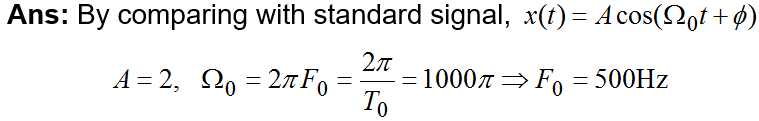 Ans: By comparing with standard signal, x(t) = A cos(Ω₀t + ϕ)
A = 2, Ω₀ = 2πF₀ = 2π/T₀ = 1000π ⇒ F₀ = 500Hz